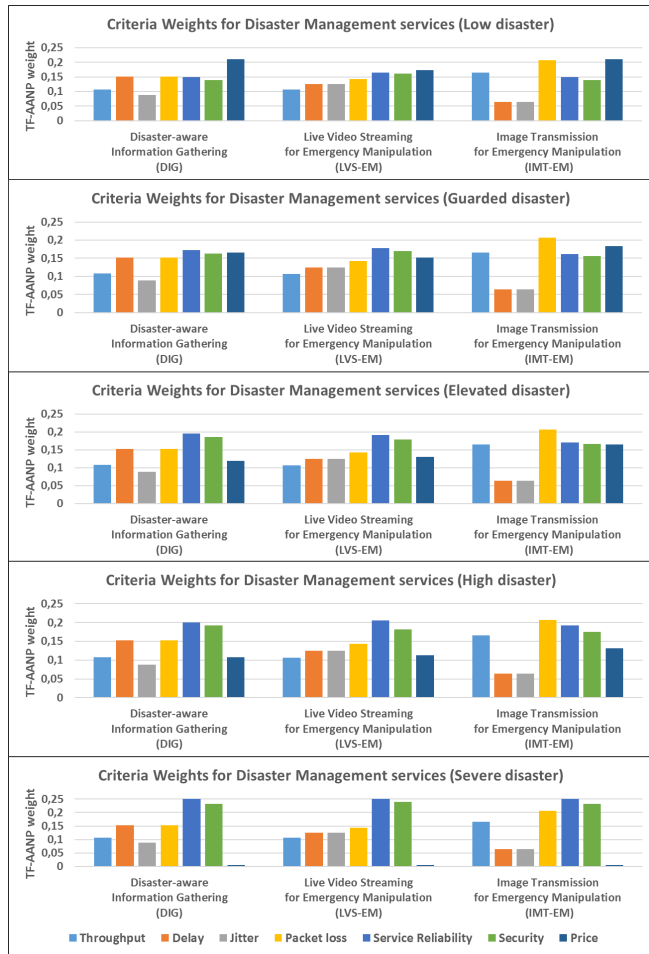 Criteria Weights for Disaster Management services (Low disaster)
TF-AANP weight
0,25
0,2
0,15
0,1
0,05
0
Disaster-aware
Information Gathering
(DIG)
Live Video Streaming
for Emergency Manipulation
(LVS-EM)
Image Transmission
for Emergency Manipulation
(IMT-EM)
Criteria Weights for Disaster Management services (Guarded disaster)
TF-AANP weight
0,25
0,2
0,15
0,1
0,05
0
Disaster-aware
Information Gathering
(DIG)
Live Video Streaming
for Emergency Manipulation
(LVS-EM)
Image Transmission
for Emergency Manipulation
(IMT-EM)
Criteria Weights for Disaster Management services (Elevated disaster)
TF-AANP weight
0,25
0,2
0,15
0,1
0,05
0
Disaster-aware
Information Gathering
(DIG)
Live Video Streaming
for Emergency Manipulation
(LVS-EM)
Image Transmission
for Emergency Manipulation
(IMT-EM)
Criteria Weights for Disaster Management services (High disaster)
TF-AANP weight
0,25
0,2
0,15
0,1
0,05
0
Disaster-aware
Information Gathering
(DIG)
Live Video Streaming
for Emergency Manipulation
(LVS-EM)
Image Transmission
for Emergency Manipulation
(IMT-EM)
Criteria Weights for Disaster Management services (Severe disaster)
TF-AANP weight
0,25
0,2
0,15
0,1
0,05
0
Disaster-aware
Information Gathering
(DIG)
Live Video Streaming
for Emergency Manipulation
(LVS-EM)
Image Transmission
for Emergency Manipulation
(IMT-EM)
Throughput Delay Jitter Packet loss Service Reliability Security Price